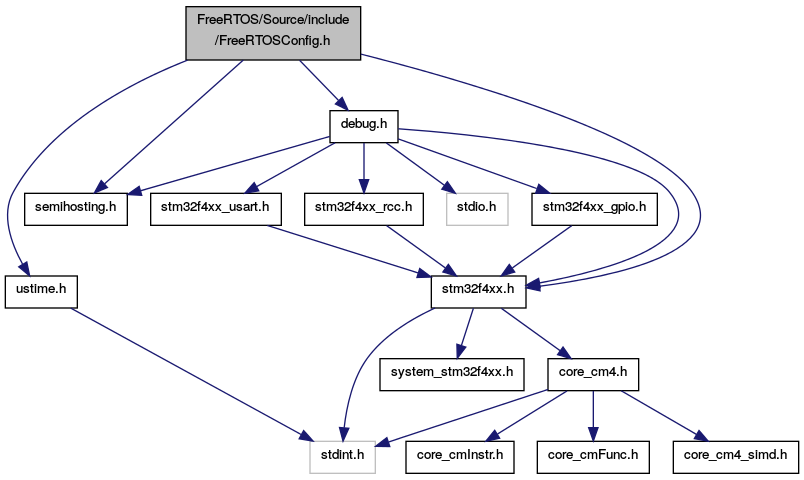 FreeRTOS/Source/include
/FreeRTOSConfig.h
debug.h
semihosting.h
stm32f4xx_usart.h
stm32f4xx_rcc.h
stdio.h
stm32f4xx_gpio.h
ustime.h
stm32f4xx.h
system_stm32f4xx.h
core_cm4.h
stdint.h
core_cmInstr.h
core_cmFunc.h
core_cm4_simd.h